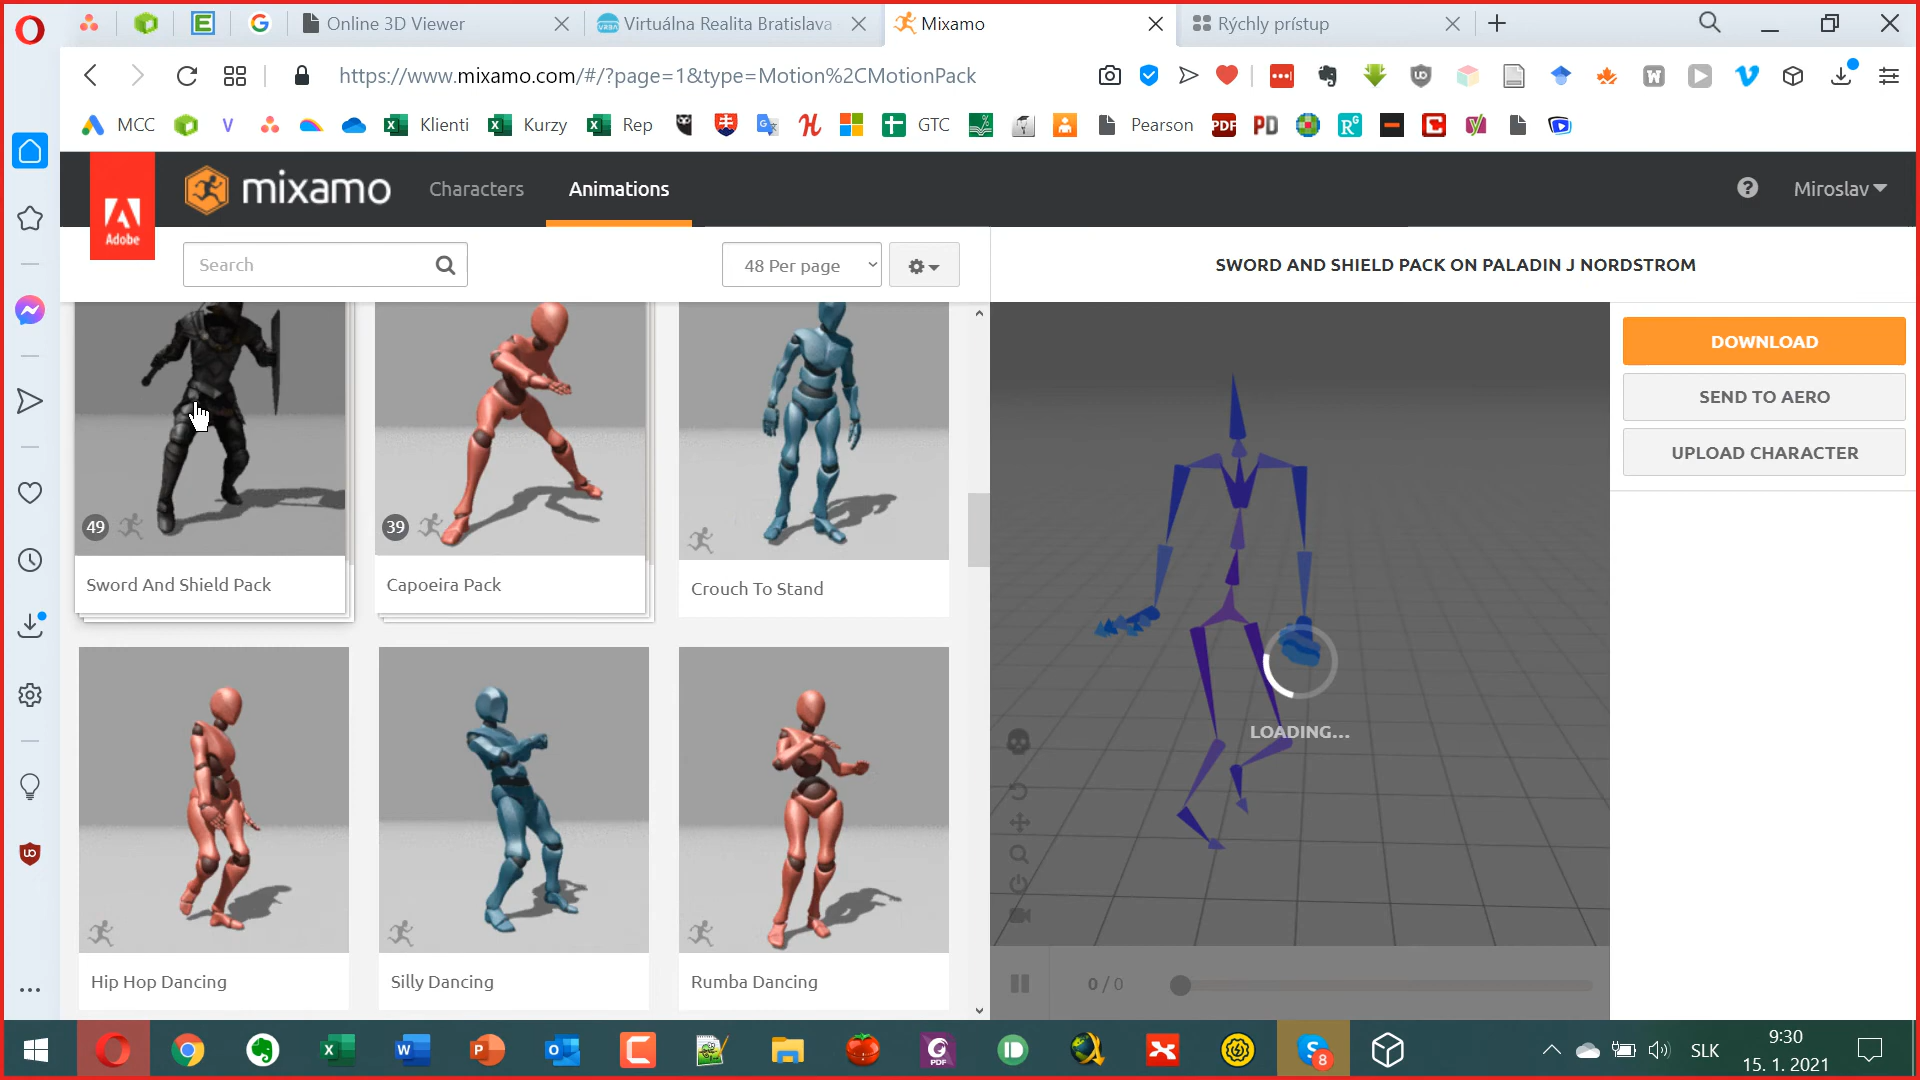 Online 3D Viewer
Virtuálna Realita Bratislava
Mixamo
Rýchly prístup
https://www.mixamo.com/#/?page=1&type=Motion%2CMotionPack
MCC
Klienti
Kurzy
Rep
GTC
Pearson
Adobe
mixamo
Characters
Animations
Miroslav
Search
48 Per page
SWORD AND SHIELD PACK ON PALADIN J NORDSTROM
DOWNLOAD
SEND TO AERO
UPLOAD CHARACTER
49
39
Sword And Shield Pack
Capoeira Pack
Crouch To Stand
LOADING...
Hip Hop Dancing
Silly Dancing
Rumba Dancing
0 / 0
SLK
9:30
15. 1. 2021
8